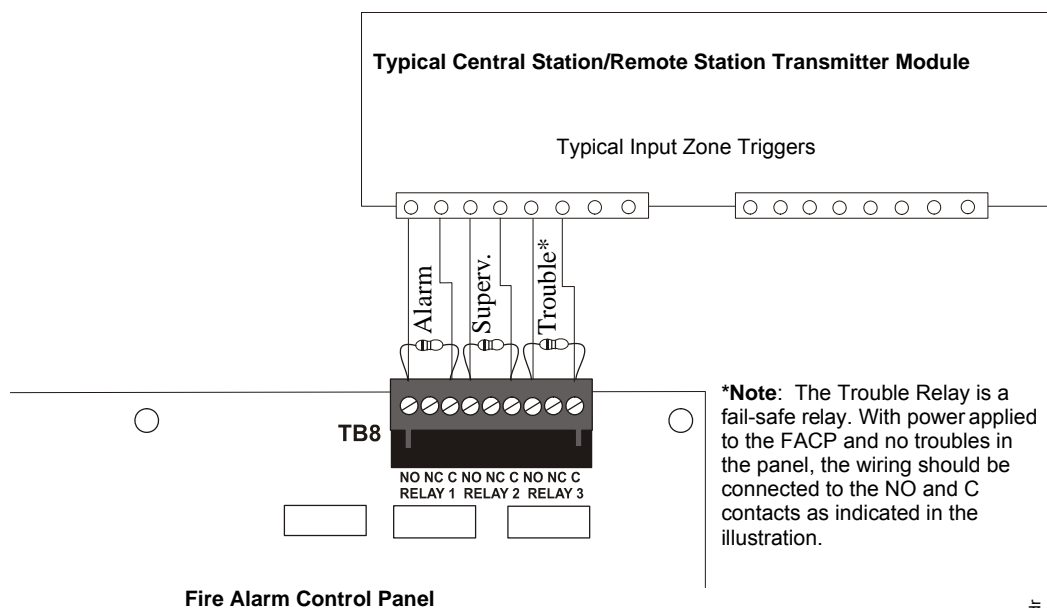 Typical Central Station/Remote Station Transmitter Module
Typical Input Zone Triggers
Alarm
Superv.
Trouble*
TB8
NO NC C NO NC C NO NC C
RELAY 1 RELAY 2 RELAY 3
*Note: The Trouble Relay is a
fail-safe relay. With power applied
to the FACP and no troubles in
the panel, the wiring should be
connected to the NO and C
contacts as indicated in the
illustration.
Fire Alarm Control Panel